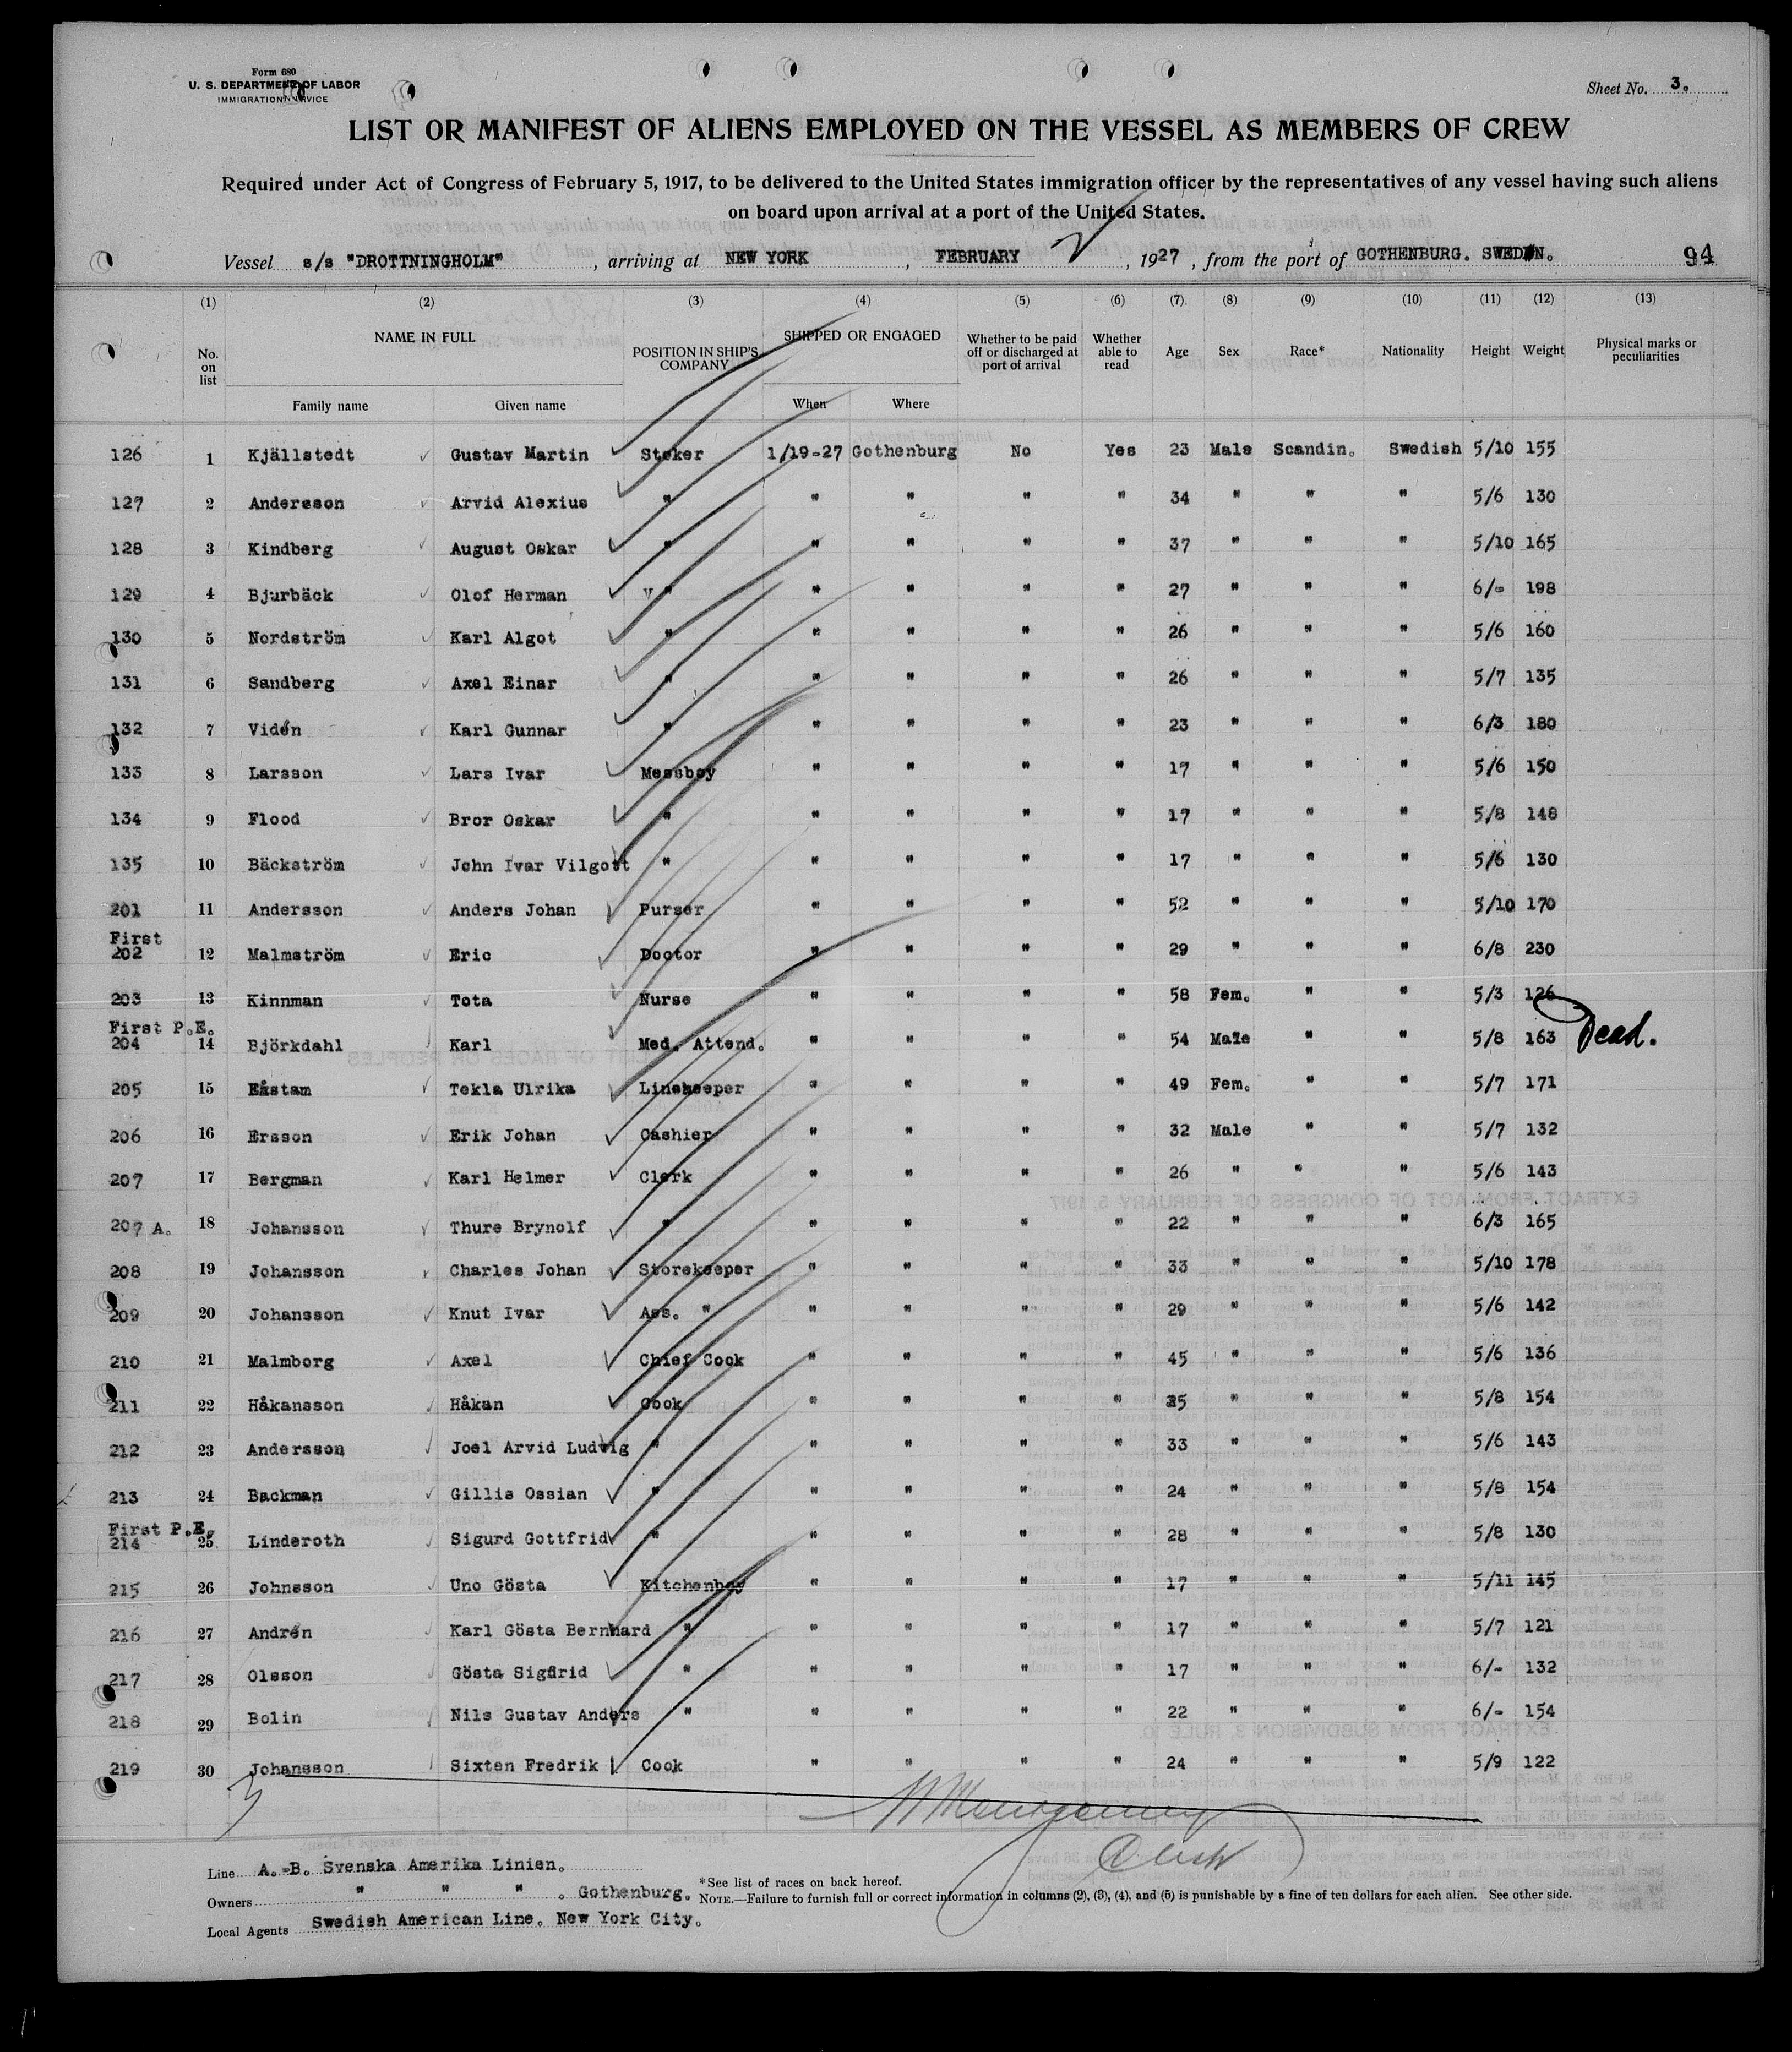 Form 680
U. S. DEPARTMENT OF LABOR
IMMIGRATION SERVICE
Sheet No. 3.
LIST OR MANIFEST OF ALIENS EMPLOYED ON THE VESSEL AS MEMBERS OF CREW
Required under Act of Congress of February 5, 1917, to be delivered to the United States immigration officer by the representatives of any vessel having such aliens
on board upon arrival at a port of the United States.
Vessel s/s "DROTTNINGHOLM", arriving at NEW YORK, FEBRUARY 2, 1927, from the port of GOTHENBURG. SWEDEN. 94
(1) (2) (3) (4) (5) (6) (7) (8) (9) (10) (11) (12) (13)
No. on list NAME IN FULL POSITION IN SHIP'S COMPANY SHIPPED OR ENGAGED Whether to be paid off or discharged at port of arrival Whether able to read Age Sex Race* Nationality Height Weight Physical marks or peculiarities
Family name Given name When Where
126 1 Kjällstedt Gustav Martin Stoker 1/19-27 Gothenburg No Yes 23 Male Scandin. Swedish 5/10 155
127 2 Andersson Arvid Alexius " " " " " 34 " " " 5/6 130
128 3 Kindberg August Oskar " " " " " 37 " " " 5/10 165
129 4 Bjurbäck Olof Herman " " " " " 27 " " " 6/- 198
130 5 Nordström Karl Algot " " " " " 26 " " " 5/6 160
131 6 Sandberg Axel Einar " " " " " 26 " " " 5/7 135
132 7 Vidén Karl Gunnar " " " " " 23 " " " 6/3 180
133 8 Larsson Lars Ivar Messboy " " " " 17 " " " 5/6 150
134 9 Flood Bror Oskar " " " " " 17 " " " 5/8 148
135 10 Bäckström John Ivar Vilgott " " " " " 17 " " " 5/6 130
201 11 Andersson Anders Johan Purser " " " " 52 " " " 5/10 170
First
202 12 Malmström Eric Doctor " " " " 29 " " " 6/8 230
203 13 Kinnman Tota Nurse " " " " 58 Fem. " " 5/3 126
First P.E.
204 14 Björkdahl Karl Med. Attend. " " " " 54 Male " " 5/8 163 Dead.
205 15 Eåstam Tekla Ulrika Linekeeper " " " " 49 Fem. " " 5/7 171
206 16 Ersson Erik Johan Cashier " " " " 32 Male " " 5/7 132
207 17 Bergman Karl Helmer Clerk " " " " 26 " " " 5/6 143
207 A. 18 Johansson Thure Brynolf " " " " " 22 " " " 6/3 165
208 19 Johansson Charles Johan Storekeeper " " " " 33 " " " 5/10 178
209 20 Johansson Knut Ivar Ass. " " " " " 29 " " " 5/6 142
210 21 Malmborg Axel Chief Cook " " " " 45 " " " 5/6 136
211 22 Håkansson Håkan Cook " " " " 35 " " " 5/8 154
212 23 Andersson Joel Arvid Ludvig " " " " " 33 " " " 5/6 143
213 24 Backman Gillis Ossian " " " " " 24 " " " 5/8 154
First P.E.
214 25 Linderoth Sigurd Gottfrid " " " " " 28 " " " 5/8 130
215 26 Johnsson Uno Gösta Kitchenboy " " " " 17 " " " 5/11 145
216 27 Andrén Karl Gösta Bernhard " " " " " 17 " " " 5/7 121
217 28 Olsson Gösta Sigfrid " " " " " 17 " " " 6/- 132
218 29 Bolin Nils Gustav Anders " " " " " 22 " " " 6/- 154
219 30 Johansson Sixten Fredrik Cook " " " " 24 " " " 5/9 122
Montgomery
Clerk
Line A.-B. Svenska Amerika Linien.
Owners " " " . Gothenburg.
Local Agents Swedish American Line. New York City.
*See list of races on back hereof.
NOTE.—Failure to furnish full or correct information in columns (2), (3), (4), and (5) is punishable by a fine of ten dollars for each alien. See other side.